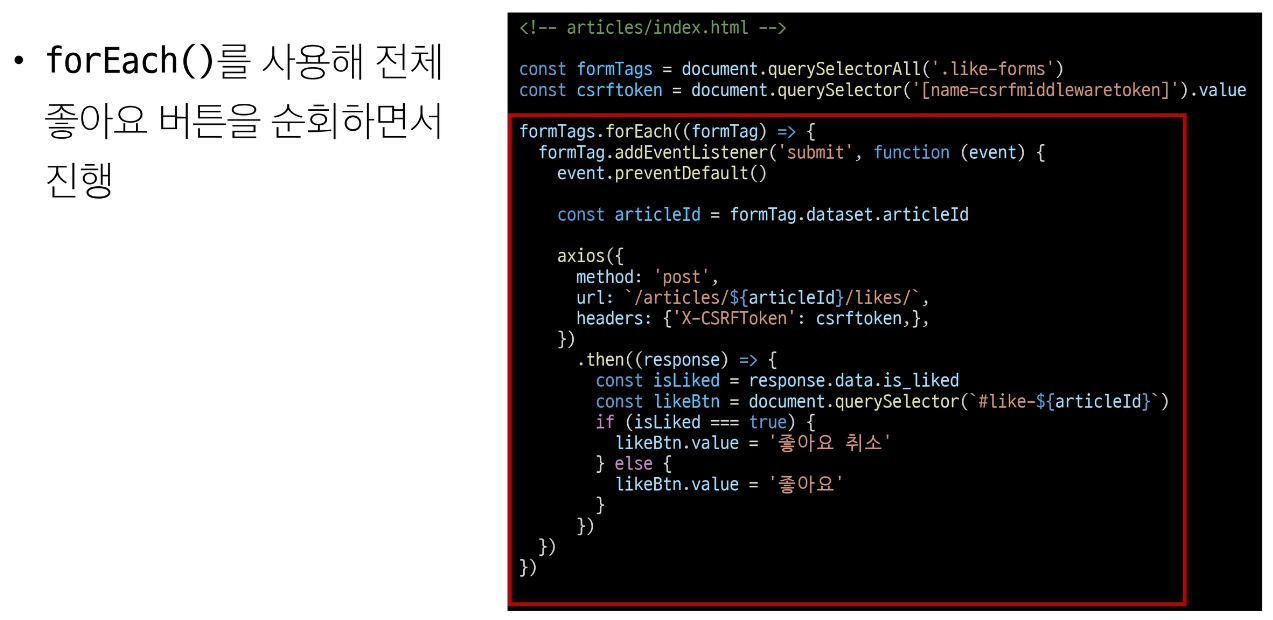 • forEach()를 사용해 전체
좋아요 버튼을 순회하면서
진행
<!-- articles/index.html -->
const formTags = document.querySelectorAll('.like-forms')
const csrftoken = document.querySelector('[name=csrfmiddlewaretoken]').value
formTags.forEach((formTag) => {
  formTag.addEventListener('submit', function (event) {
    event.preventDefault()
    const articleId = formTag.dataset.articleId
    axios({
      method: 'post',
      url: `/articles/${articleId}/likes/`,
      headers: {'X-CSRFToken': csrftoken,},
    })
      .then((response) => {
        const isLiked = response.data.is_liked
        const likeBtn = document.querySelector(`#like-${articleId}`)
        if (isLiked === true) {
          likeBtn.value = '좋아요 취소'
        } else {
          likeBtn.value = '좋아요'
        }
      })
  })
})